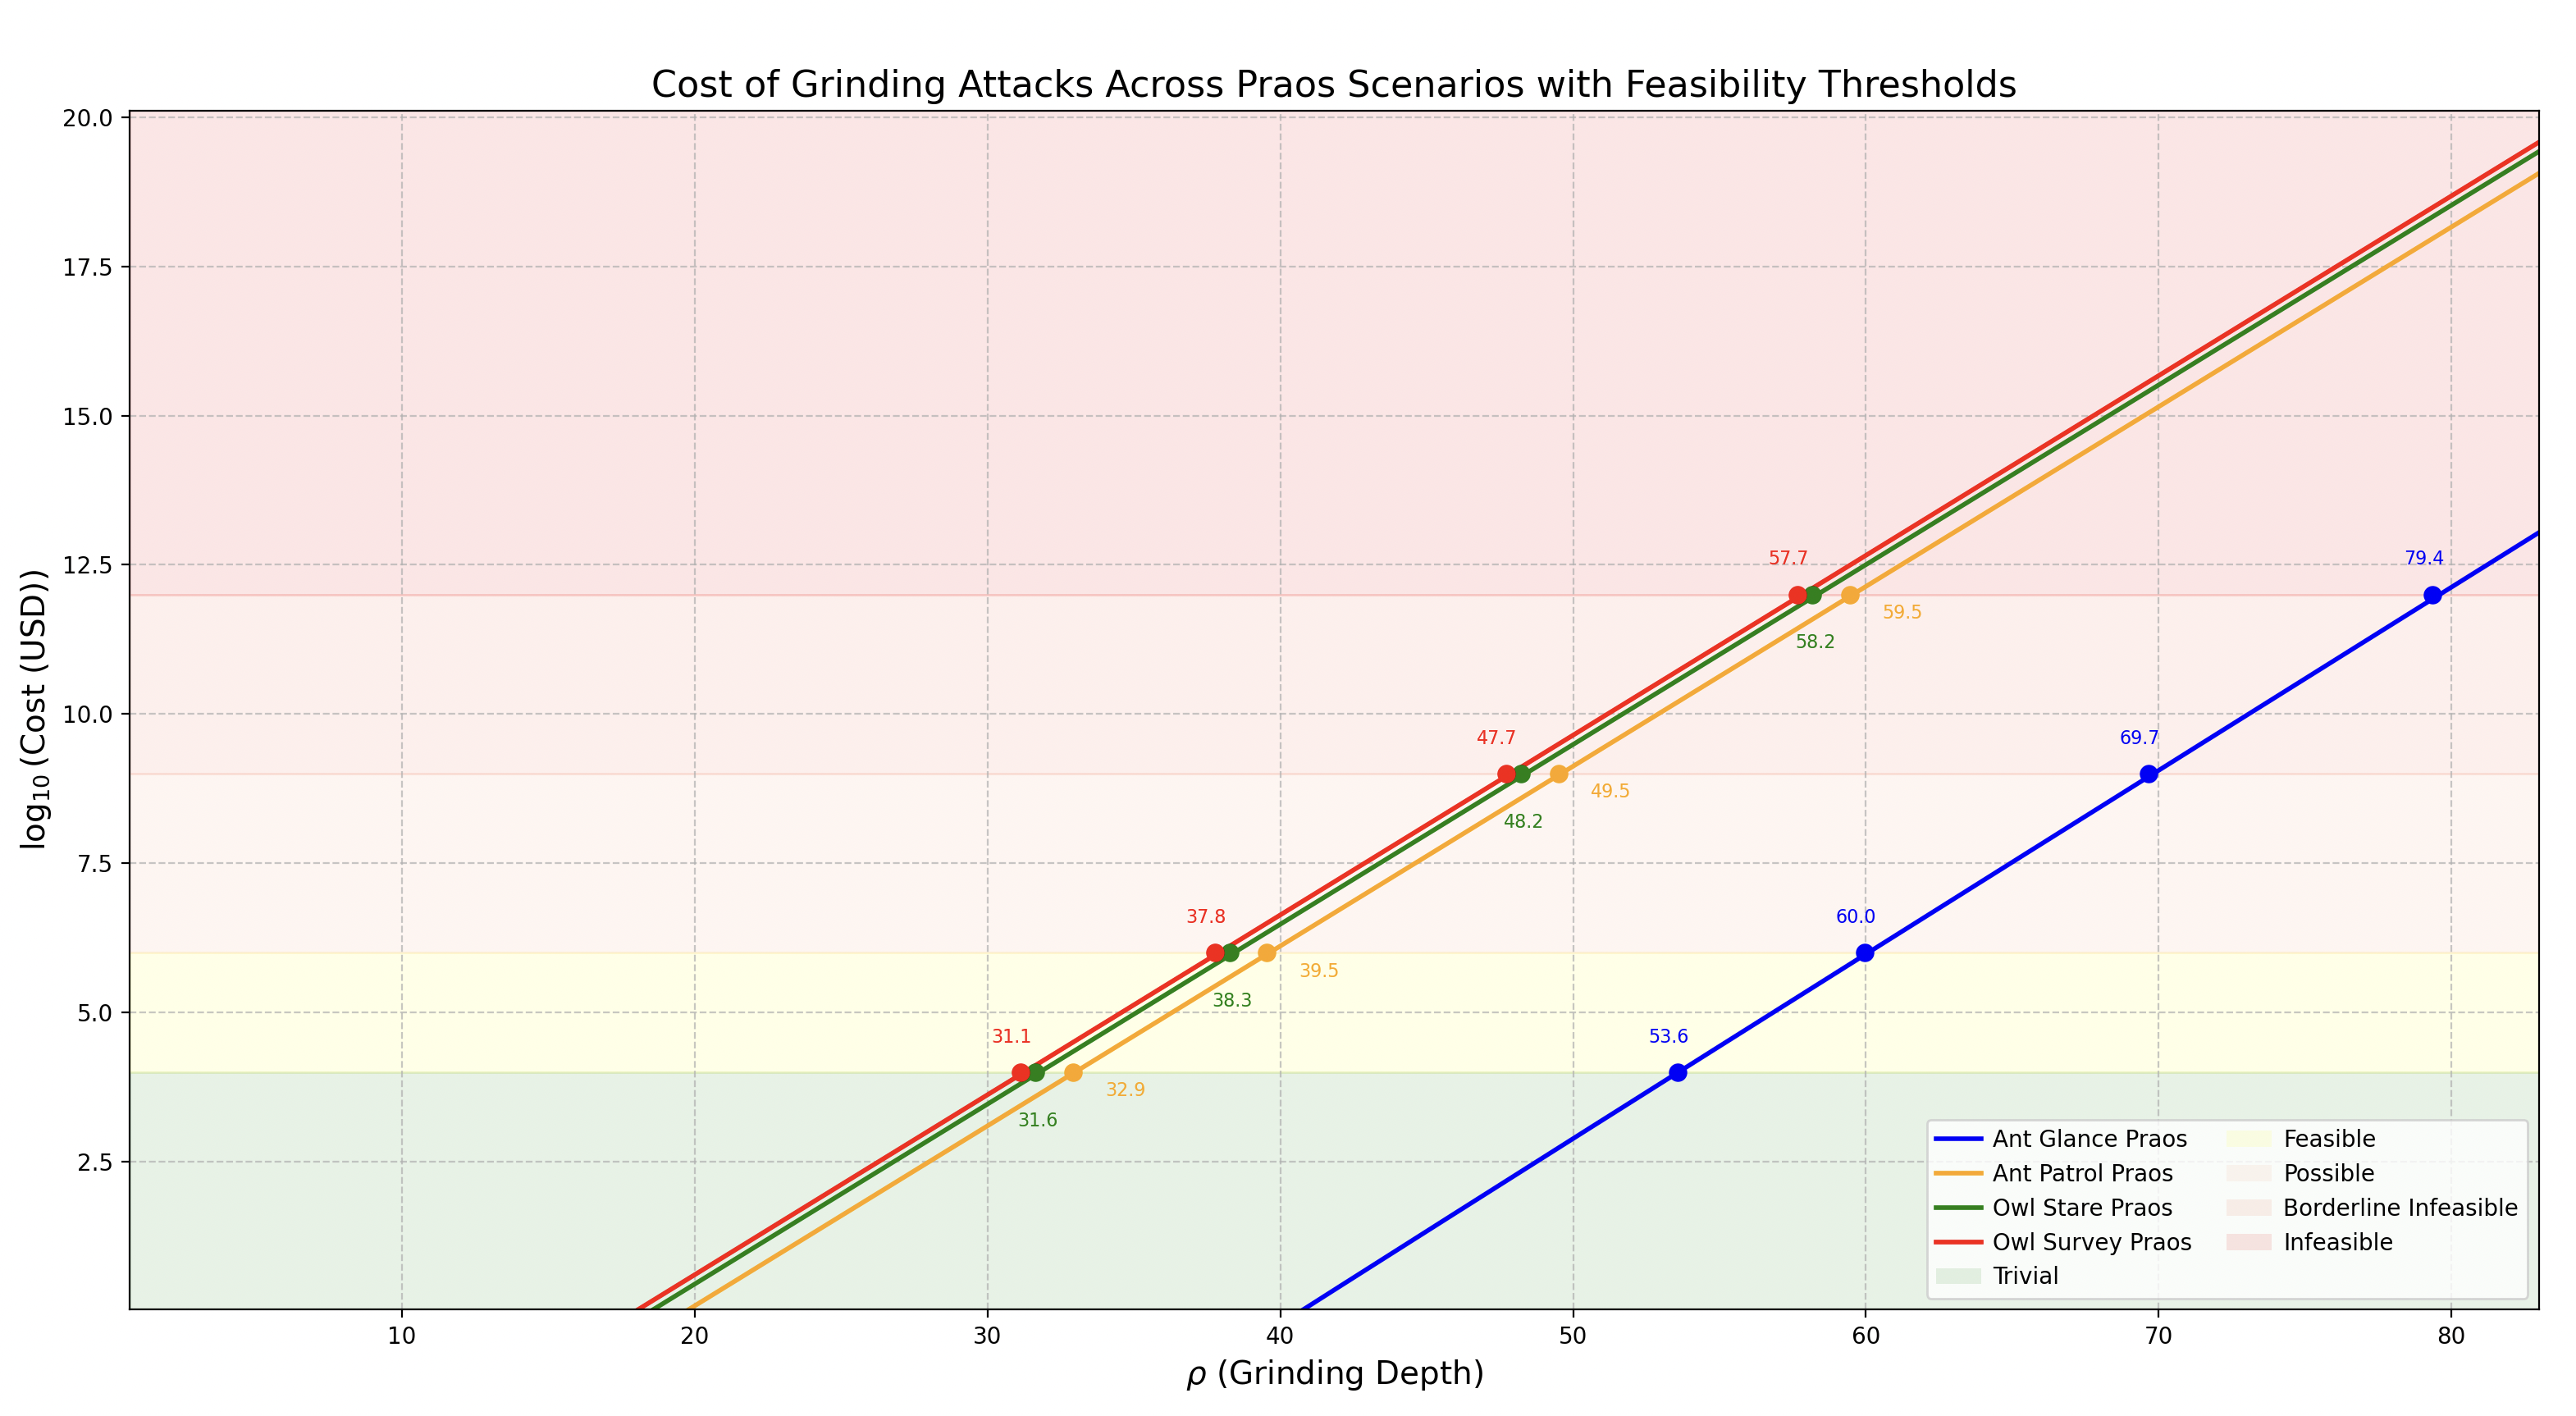 Cost of Grinding Attacks Across Praos Scenarios with Feasibility Thresholds
log₁₀(Cost (USD))
20.0
17.5
15.0
12.5
10.0
7.5
5.0
2.5
57.7
79.4
59.5
58.2
47.7
69.7
49.5
48.2
37.8
60.0
39.5
38.3
31.1
53.6
32.9
31.6
Ant Glance Praos
Ant Patrol Praos
Owl Stare Praos
Owl Survey Praos
Trivial
Feasible
Possible
Borderline Infeasible
Infeasible
10 20 30 40 50 60 70 80
ρ (Grinding Depth)